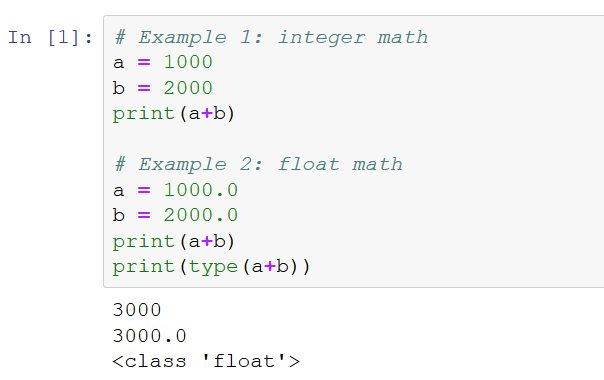 In [1]: # Example 1: integer math
a = 1000
b = 2000
print(a+b)

# Example 2: float math
a = 1000.0
b = 2000.0
print(a+b)
print(type(a+b))
3000
3000.0
<class 'float'>